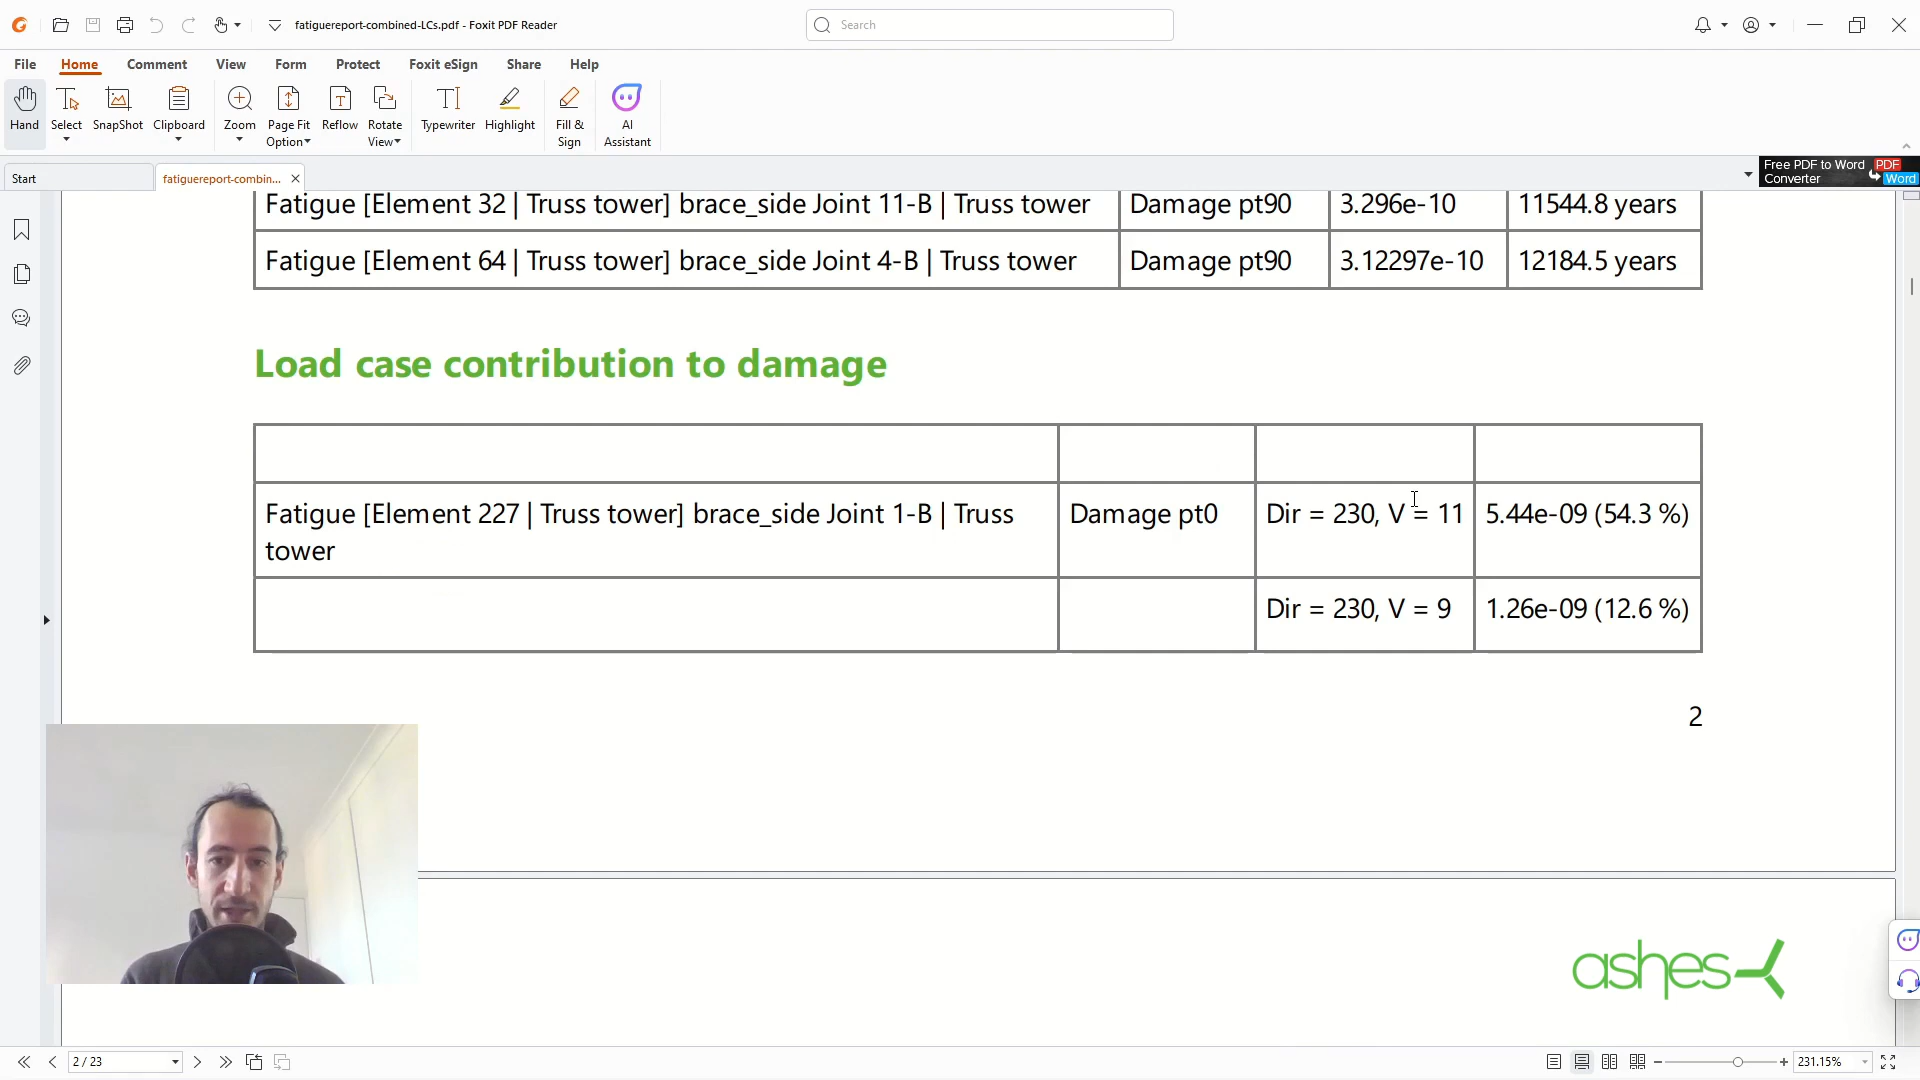 fatiguereport-combined-LCs.pdf - Foxit PDF Reader
Search
File Home Comment View Form Protect Foxit eSign Share Help
Hand Select SnapShot Clipboard Zoom Page Fit Option Reflow Rotate View Typewriter Highlight Fill & Sign AI Assistant
Start
fatiguereport-combin...
Free PDF to Word PDF
Converter Word
Fatigue [Element 32 | Truss tower] brace_side Joint 11-B | Truss tower Damage pt90 3.296e-10 11544.8 years
Fatigue [Element 64 | Truss tower] brace_side Joint 4-B | Truss tower Damage pt90 3.12297e-10 12184.5 years
Load case contribution to damage
Fatigue [Element 227 | Truss tower] brace_side Joint 1-B | Truss Damage pt0 Dir = 230, V = 11 5.44e-09 (54.3 %)
tower
Dir = 230, V = 9 1.26e-09 (12.6 %)
2
ashes
2 / 23
231.15%